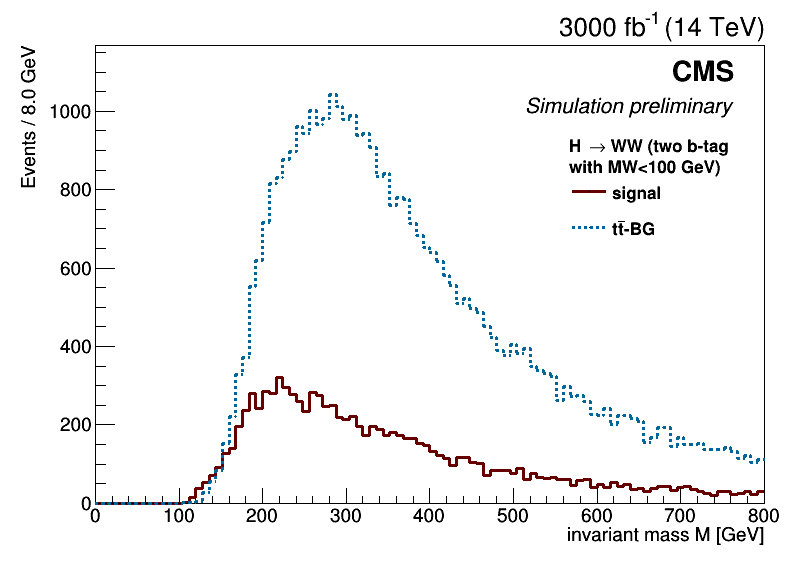 3000 fb⁻¹ (14 TeV)
CMS
Simulation preliminary
H → WW (two b-tag
with MW<100 GeV)
signal
tt̄-BG
Events / 8.0 GeV
1000
800
600
400
200
0
0 100 200 300 400 500 600 700 800
invariant mass M [GeV]